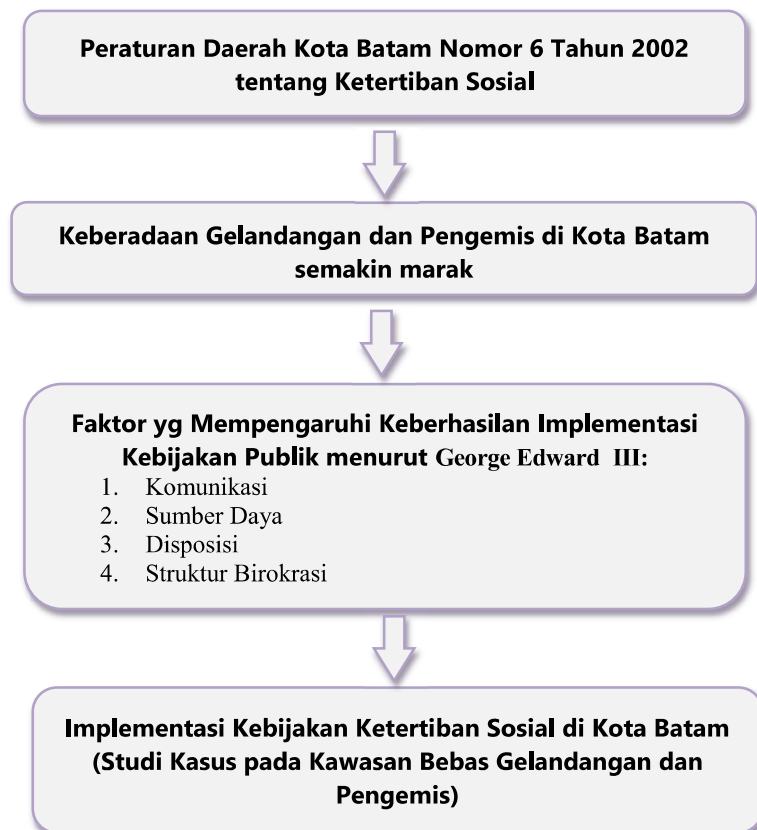 Peraturan Daerah Kota Batam Nomor 6 Tahun 2002
tentang Ketertiban Sosial
Keberadaan Gelandangan dan Pengemis di Kota Batam
semakin marak
Faktor yg Mempengaruhi Keberhasilan Implementasi
Kebijakan Publik menurut George Edward III:
1. Komunikasi
2. Sumber Daya
3. Disposisi
4. Struktur Birokrasi
Implementasi Kebijakan Ketertiban Sosial di Kota Batam
(Studi Kasus pada Kawasan Bebas Gelandangan dan
Pengemis)